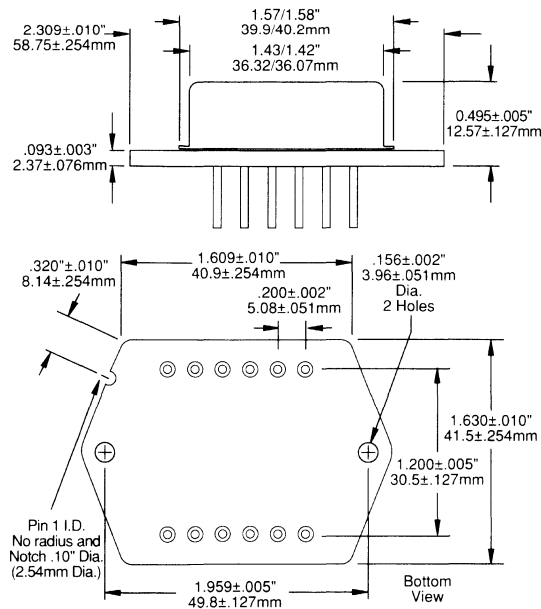 1.57/1.58"
39.9/40.2mm
2.309±.010"
58.75±.254mm
1.43/1.42"
36.32/36.07mm
0.495±.005"
12.57±.127mm
.093±.003"
2.37±.076mm
.320"±.010"
8.14±.254mm
1.609±.010"
40.9±.254mm
.156±.002"
3.96±.051mm
Dia.
2 Holes
.200±.002"
5.08±.051mm
1.630±.010"
41.5±.254mm
1.200±.005"
30.5±.127mm
Pin 1 I.D.
No radius and
Notch .10" Dia.
(2.54mm Dia.)
1.959±.005"
49.8±.127mm
Bottom
View